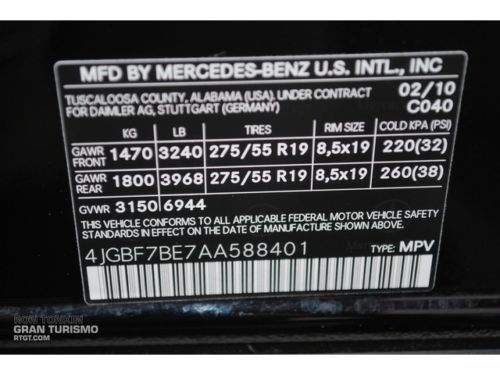 MFD BY MERCEDES-BENZ U.S. INTL., INC
TUSCALOOSA COUNTY, ALABAMA (USA). UNDER CONTRACT 02/10
FOR DAIMLER AG, STUTTGART (GERMANY) C040
KG LB TIRES RIM SIZE COLD KPA (PSI)
GAWR FRONT 1470 3240 275/55 R19 8,5x19 220(32)
GAWR REAR 1800 3968 275/55 R19 8,5x19 260(38)
GVWR 3150 6944
THIS VEHICLE CONFORMS TO ALL APPLICABLE FEDERAL MOTOR VEHICLE SAFETY
STANDARDS IN EFFECT ON THE DATE OF MANUFACTURE SHOWN ABOVE.
4JGBF7BE7AA588401 TYPE: MPV
RON TONKIN
GRAN TURISMO
RTGT.COM